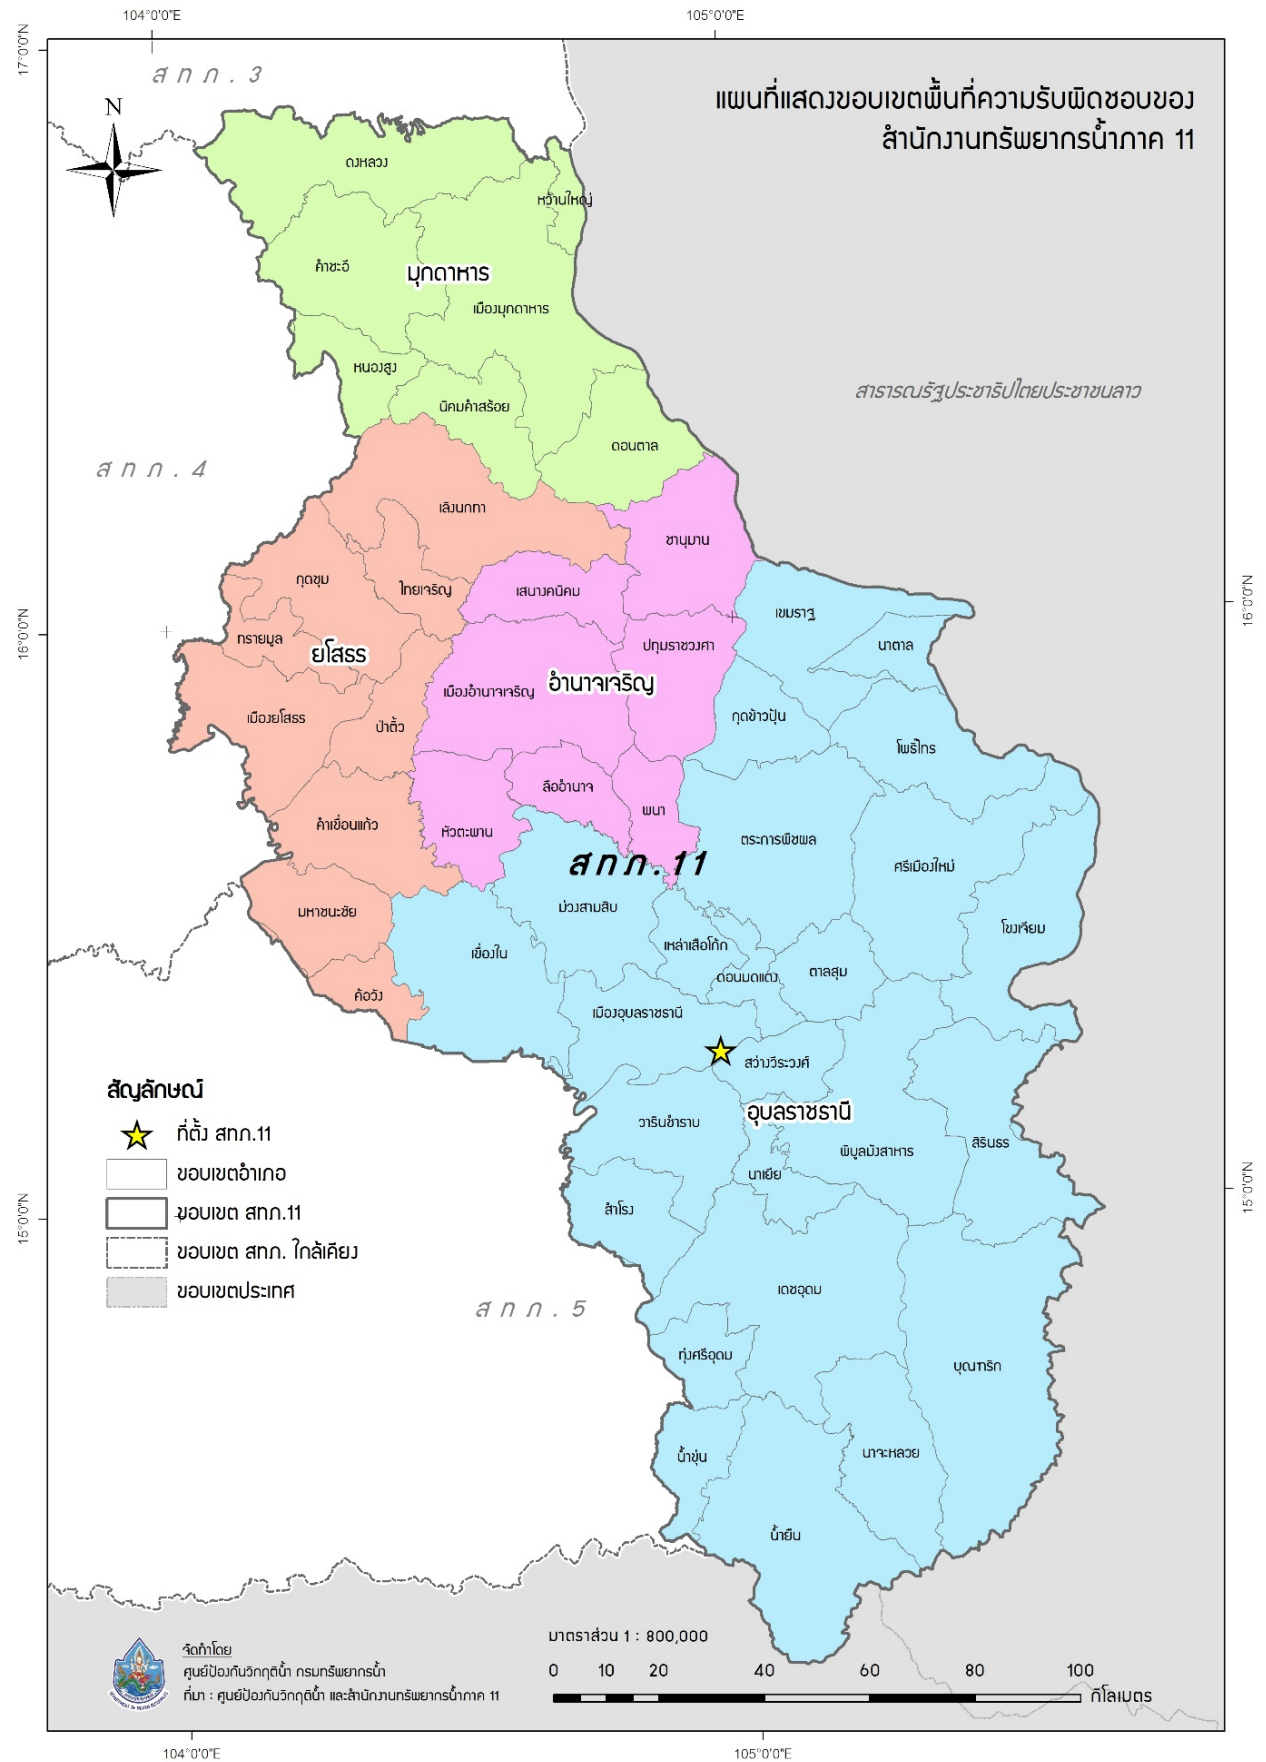 104°0'0"E
105°0'0"E
17°0'0"N
สทภ.3
N
แผนที่แสดงขอบเขตพื้นที่ความรับผิดชอบของ
สำนักงานทรัพยากรน้ำภาค 11
ดงหลวง
หว้านใหญ่
คำชะอี
มุกดาหาร
เมืองมุกดาหาร
หนองสูง
นิคมคำสร้อย
ดอนตาล
สาธารณรัฐประชาธิปไตยประชาชนลาว
สทภ.4
เลิงนกทา
ชานุมาน
กุดชุม
ไทยเจริญ
เสนางคนิคม
เขมราฐ
16°0'0"N
16°0'0"N
ทรายมูล
ยโสธร
ปทุมราชวงศา
นาตาล
เมืองอำนาจเจริญ
อำนาจเจริญ
เมืองยโสธร
ป่าติ้ว
กุดข้าวปุ้น
โพธิ์ไทร
ลืออำนาจ
พนา
คำเขื่อนแก้ว
หัวตะพาน
ตระการพืชผล
สทภ.11
ศรีเมืองใหม่
มหาชนะชัย
ม่วงสามสิบ
เขื่องใน
เหล่าเสือโก้ก
โขงเจียม
ค้อวัง
ดอนมดแดง
ตาลสุม
เมืองอุบลราชธานี
สว่างวีระวงศ์
อุบลราชธานี
วารินชำราบ
พิบูลมังสาหาร
สิรินธร
นาเยีย
สำโรง
15°0'0"N
15°0'0"N
สัญลักษณ์
ที่ตั้ง สทภ.11
ขอบเขตอำเภอ
ขอบเขต สทภ.11
ขอบเขต สทภ. ใกล้เคียง
ขอบเขตประเทศ
สทภ.5
เดชอุดม
ทุ่งศรีอุดม
บุณฑริก
น้ำขุ่น
นาจะหลวย
น้ำยืน
จัดทำโดย
ศูนย์ป้องกันวิกฤติน้ำ กรมทรัพยากรน้ำ
ที่มา : ศูนย์ป้องกันวิกฤติน้ำ และสำนักงานทรัพยากรน้ำภาค 11
มาตราส่วน 1 : 800,000
0 10 20 40 60 80 100
กิโลเมตร
104°0'0"E
105°0'0"E